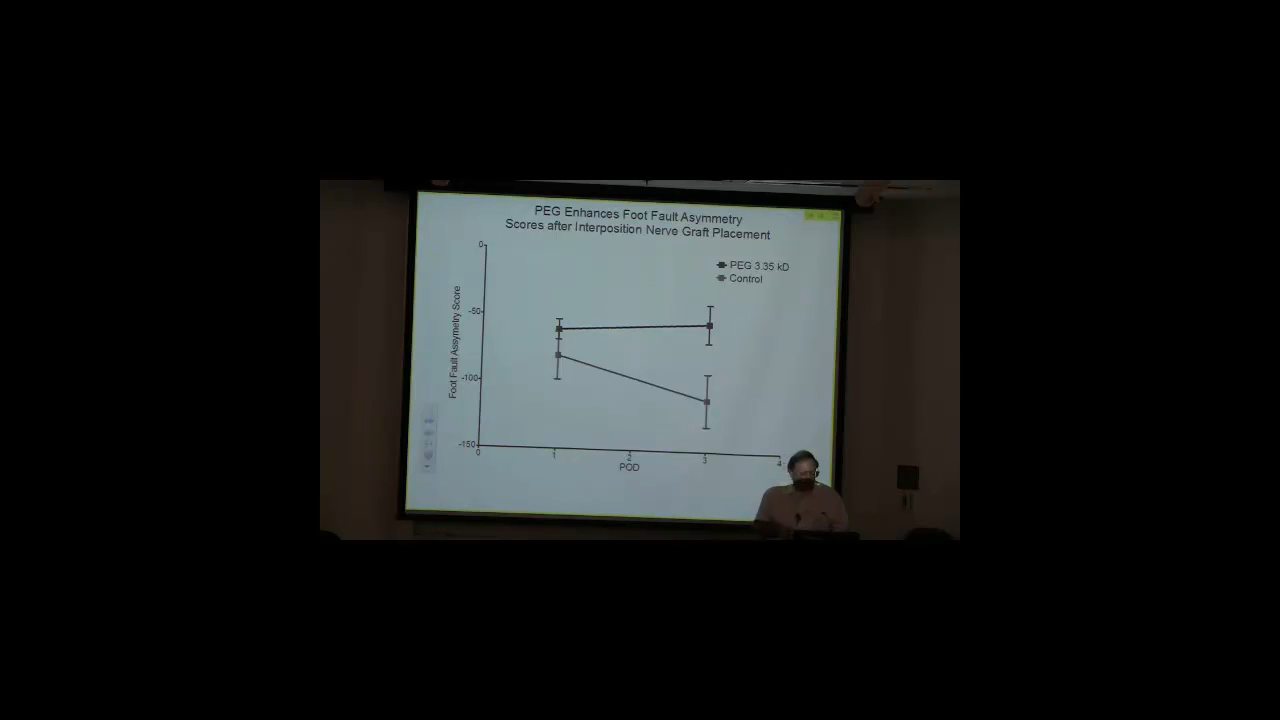 PEG Enhances Foot Fault Asymmetry
Scores after Interposition Nerve Graft Placement
PEG 3.35 kD
Control
Foot Fault Assymetry Score
0
-50
-100
-150
0
1
2
3
4
POD